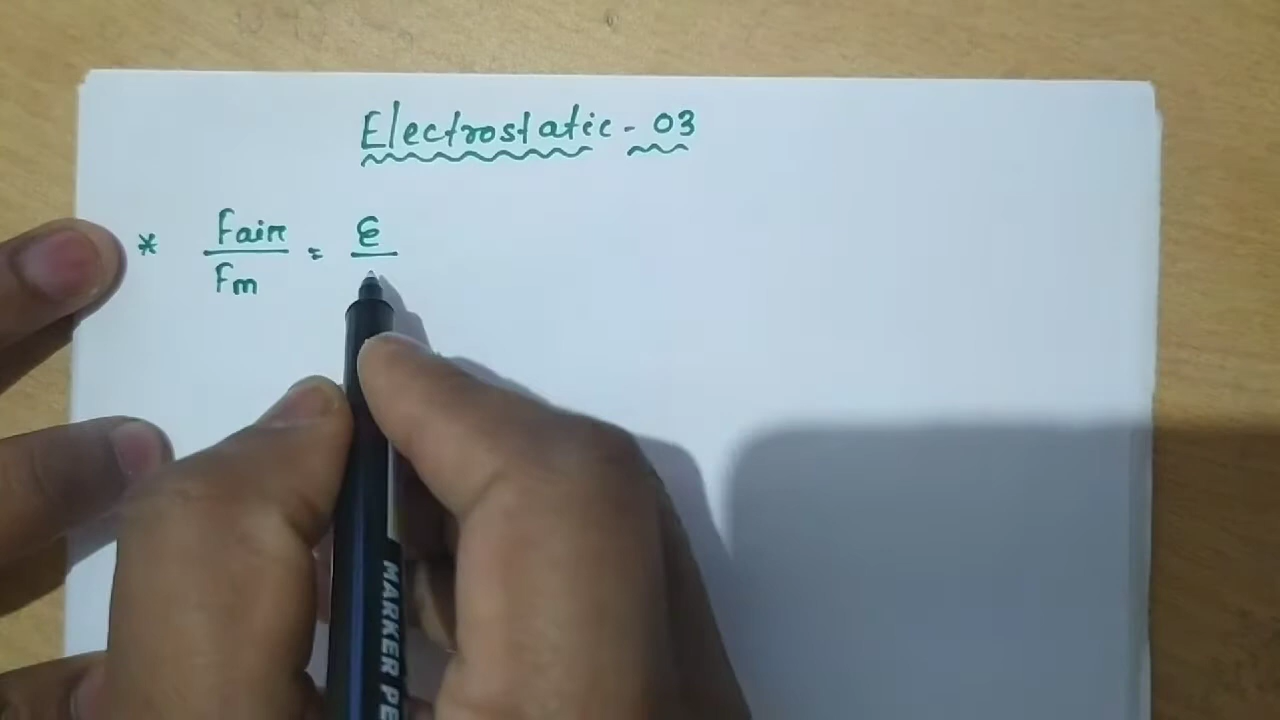 Electrostatic - 03
* Fair / Fm = ε /
MARKER PE